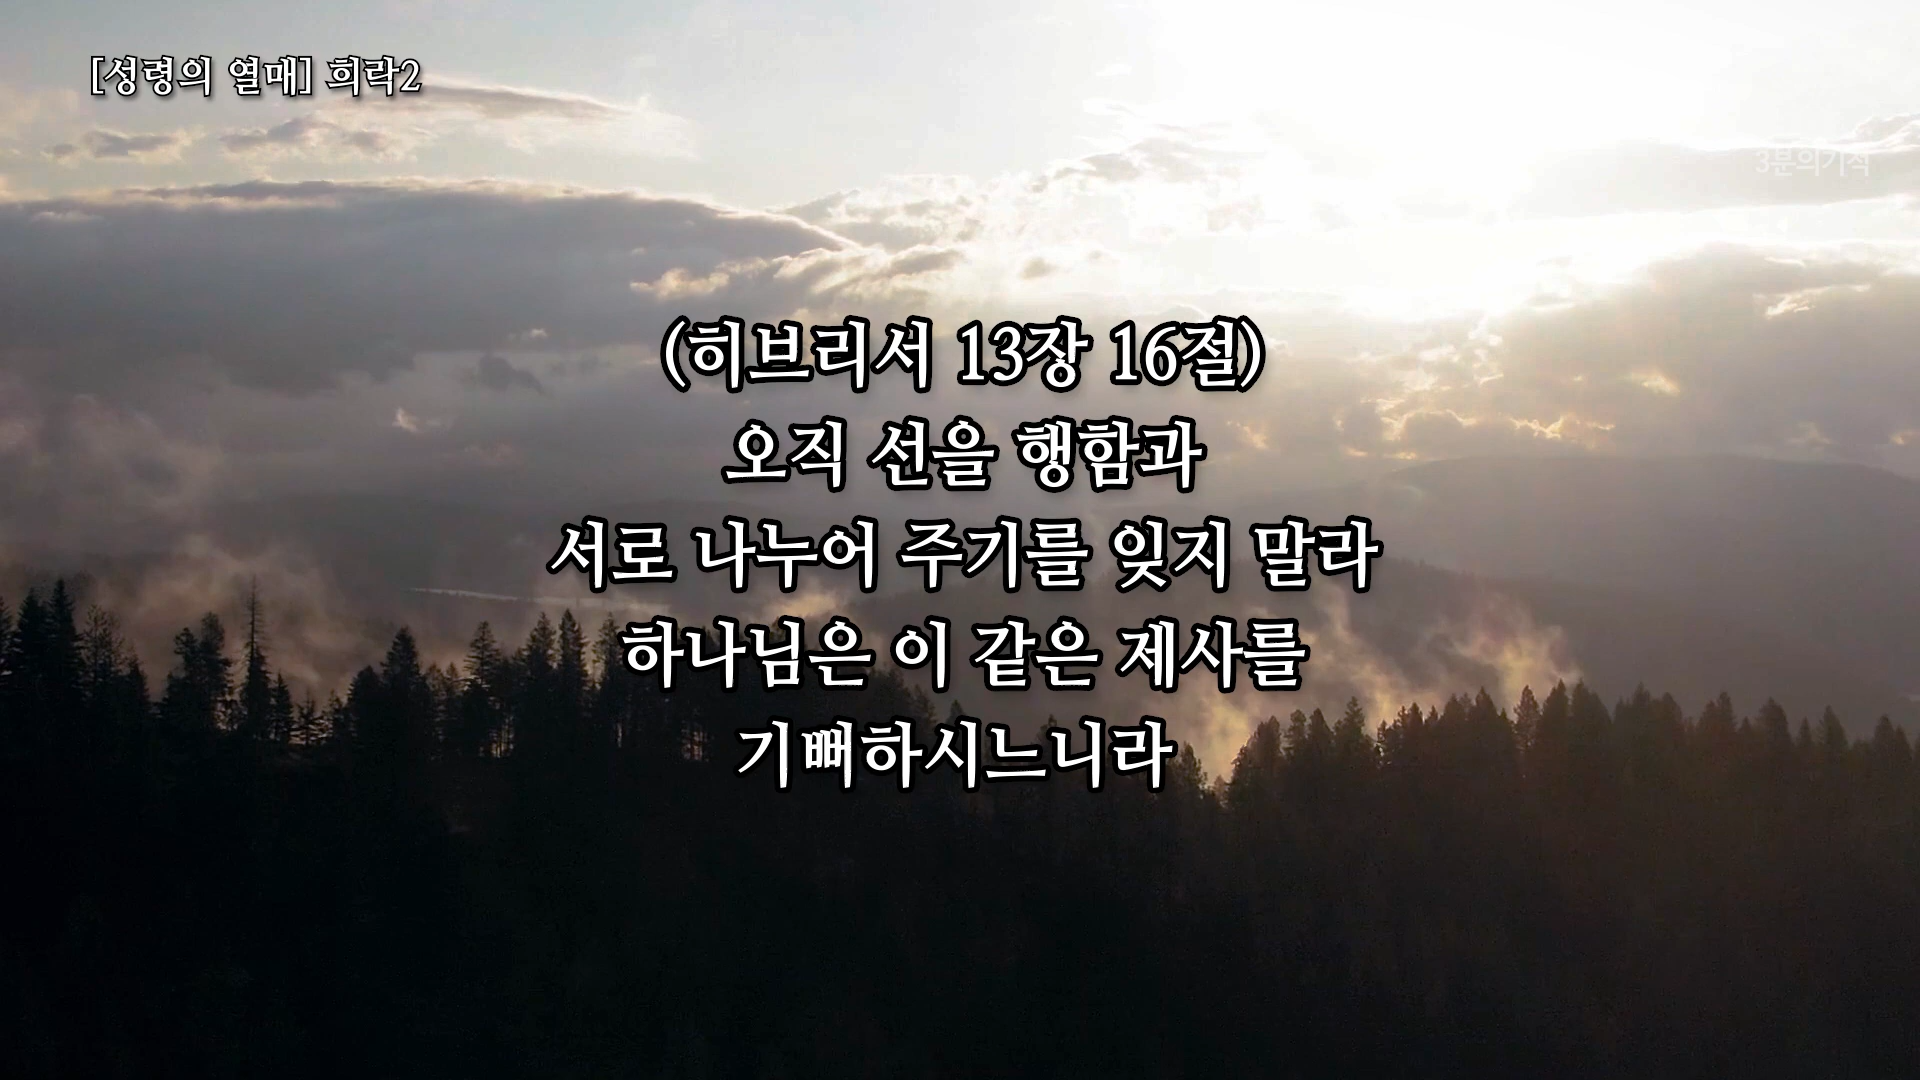 [성령의 열매] 희락2
3분의기적
(히브리서 13장 16절)
오직 선을 행함과
서로 나누어 주기를 잊지 말라
하나님은 이 같은 제사를
기뻐하시느니라